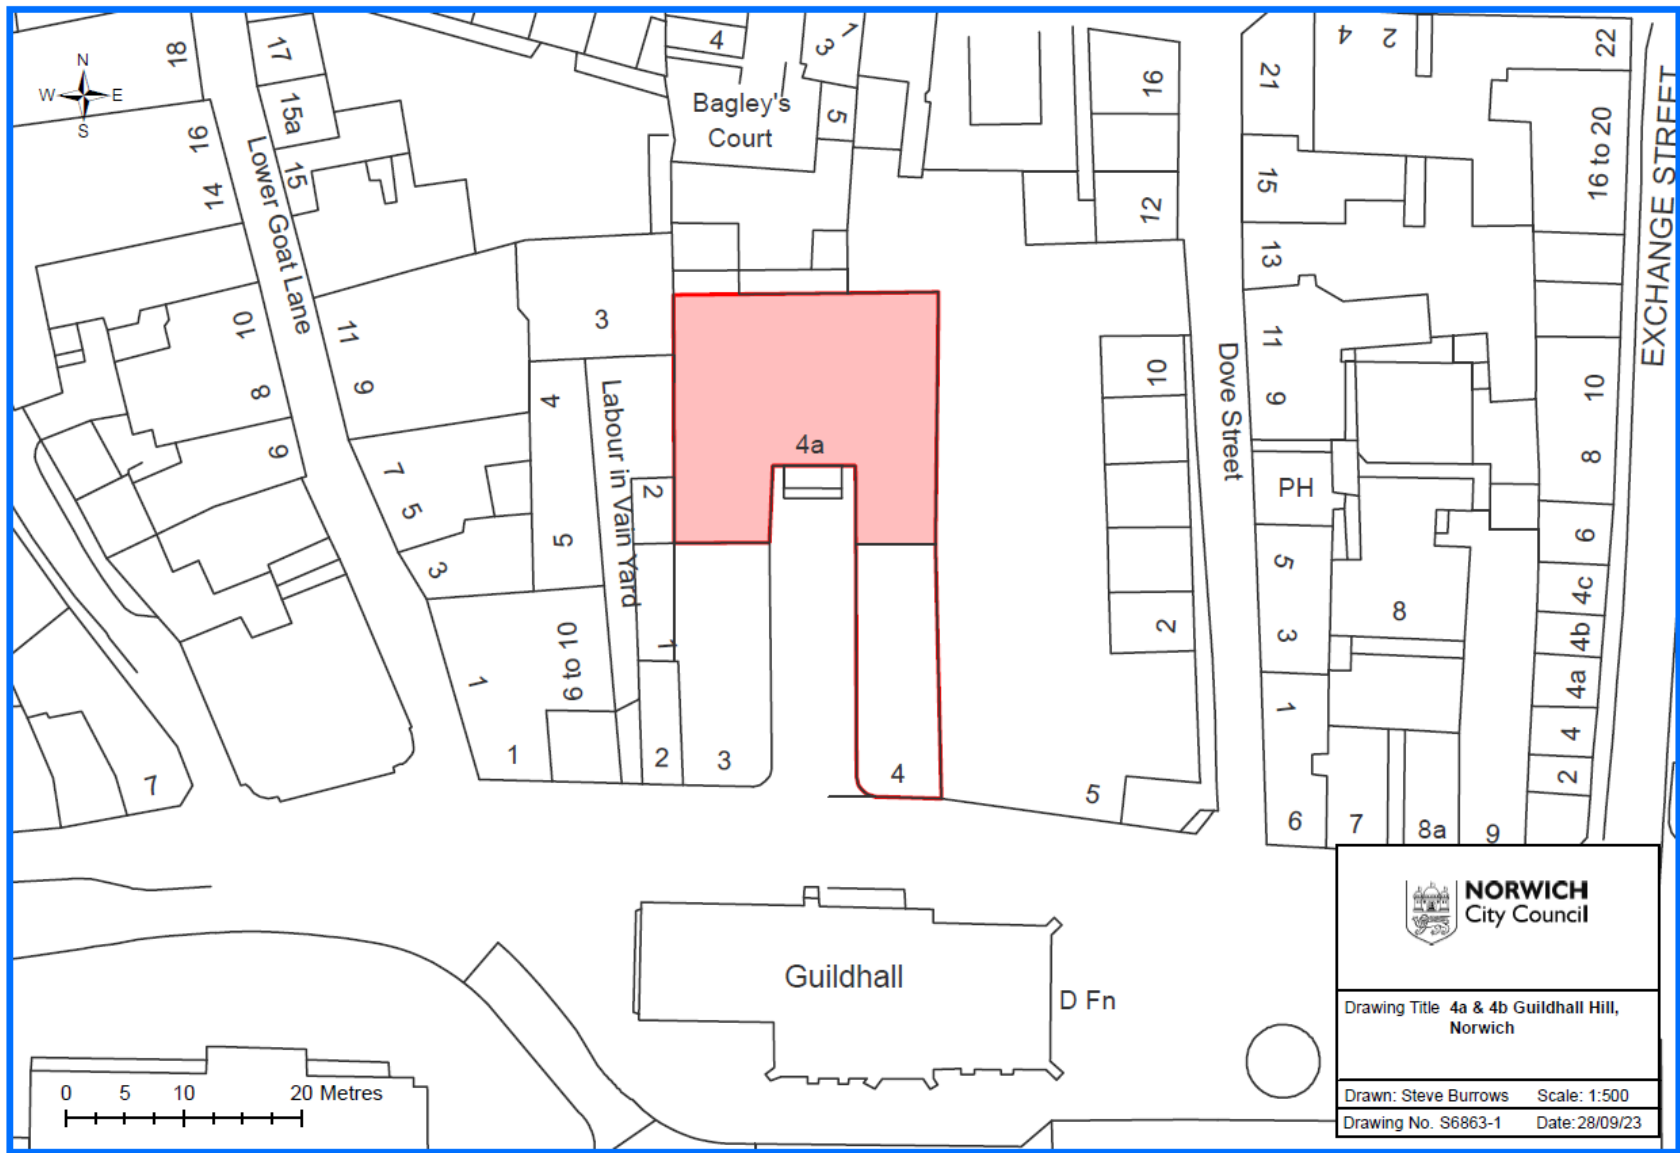 N
W E
S
18
17
15a
15
16
14
Lower Goat Lane
10
8
6
11
9
7
5
3
1
7
1
4
Bagley's
Court
3
1
5
3
4
5
Labour in Vain Yard
2
1
9 to 10
2
3
4a
4
5
16
12
10
2
Dove Street
21
15
13
11
9
PH
5
3
1
6
7
8a
9
8
4
2
22
16 to 20
EXCHANGE STREET
10
8
6
4c
4b
4a
4
2
Guildhall
D Fn
0 5 10 20 Metres
NORWICH
City Council
Drawing Title 4a & 4b Guildhall Hill,
Norwich
Drawn: Steve Burrows Scale: 1:500
Drawing No. S6863-1 Date:28/09/23